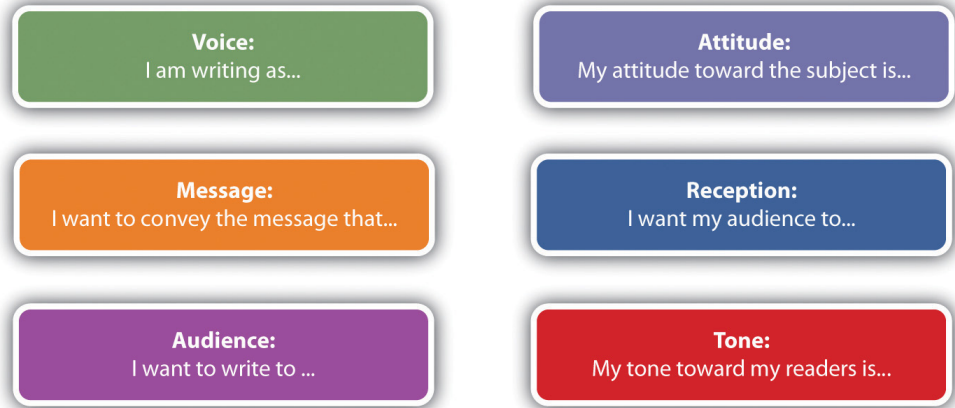 Voice:
I am writing as...
Attitude:
My attitude toward the subject is...
Message:
I want to convey the message that...
Reception:
I want my audience to...
Audience:
I want to write to ...
Tone:
My tone toward my readers is...